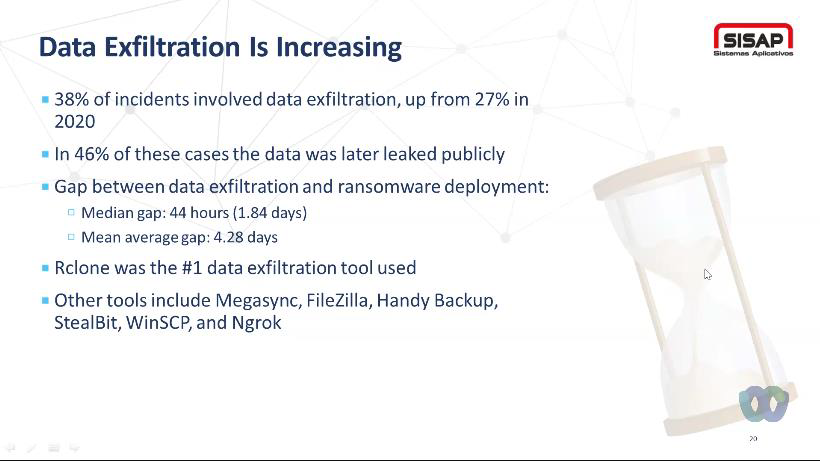 Data Exfiltration Is Increasing
SISAP
Sistemas Aplicativos
38% of incidents involved data exfiltration, up from 27% in
2020
In 46% of these cases the data was later leaked publicly
Gap between data exfiltration and ransomware deployment:
Median gap: 44 hours (1.84 days)
Mean average gap: 4.28 days
Rclone was the #1 data exfiltration tool used
Other tools include Megasync, FileZilla, Handy Backup,
StealBit, WinSCP, and Ngrok
20